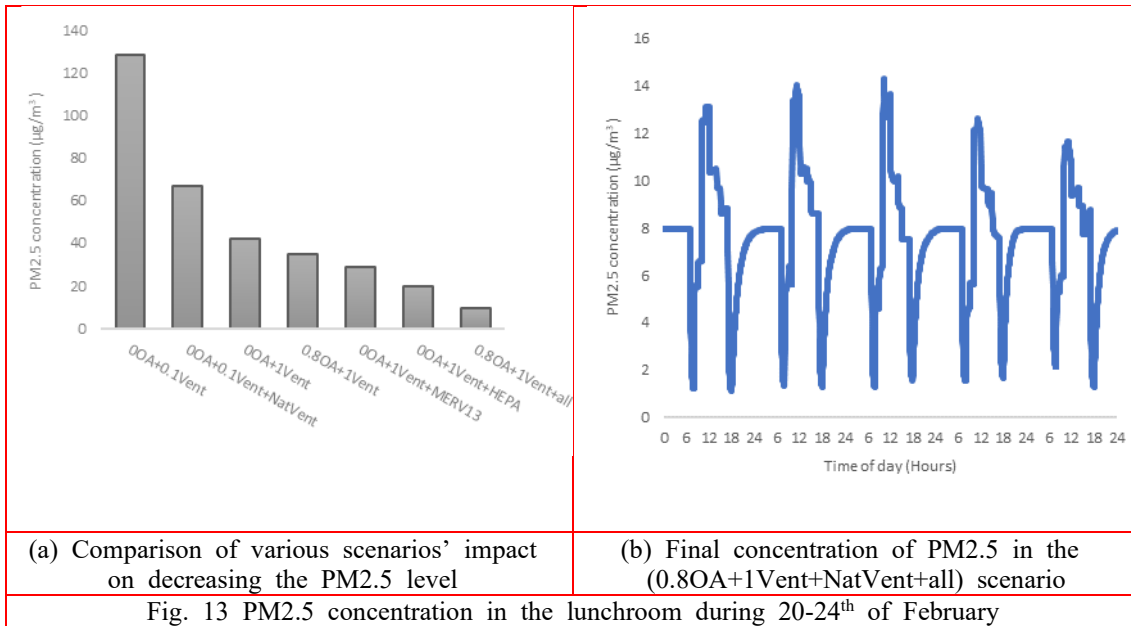 PM2.5 concentration (µg/m³)
140
120
100
80
60
40
20
0
0OA+0.1Vent
0OA+0.1Vent+NatVent
0OA+1Vent
0.8OA+1Vent
0OA+1Vent+MERV13
0OA+1Vent+HEPA
0.8OA+1Vent+all
PM2.5 concentration (µg/m³)
16
14
12
10
8
6
4
2
0
0 6 12 18 24 6 12 18 24 6 12 18 24 6 12 18 24 6 12 18 24
Time of day (Hours)
(a) Comparison of various scenarios’ impact
on decreasing the PM2.5 level
(b) Final concentration of PM2.5 in the
(0.8OA+1Vent+NatVent+all) scenario
Fig. 13 PM2.5 concentration in the lunchroom during 20-24th of February